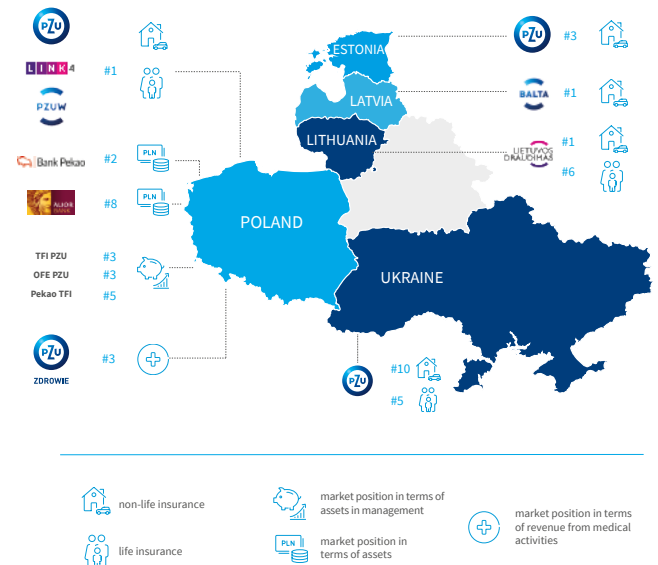 PZU
LINK4
#1
PZUW
Bank Pekao
#2
PLN
ALIOR
BANK
#8
PLN
TFI PZU
#3
OFE PZU
#3
Pekao TFI
#5
PZU
ZDROWIE
#3
ESTONIA
LATVIA
LITHUANIA
POLAND
UKRAINE
PZU
#3
BALTA
#1
LIETUVOS
DRAUDIMAS
#1
#6
PZU
#10
#5
non-life insurance
life insurance
market position in terms of
assets in management
PLN
market position in
terms of assets
market position in terms
of revenue from medical
activities